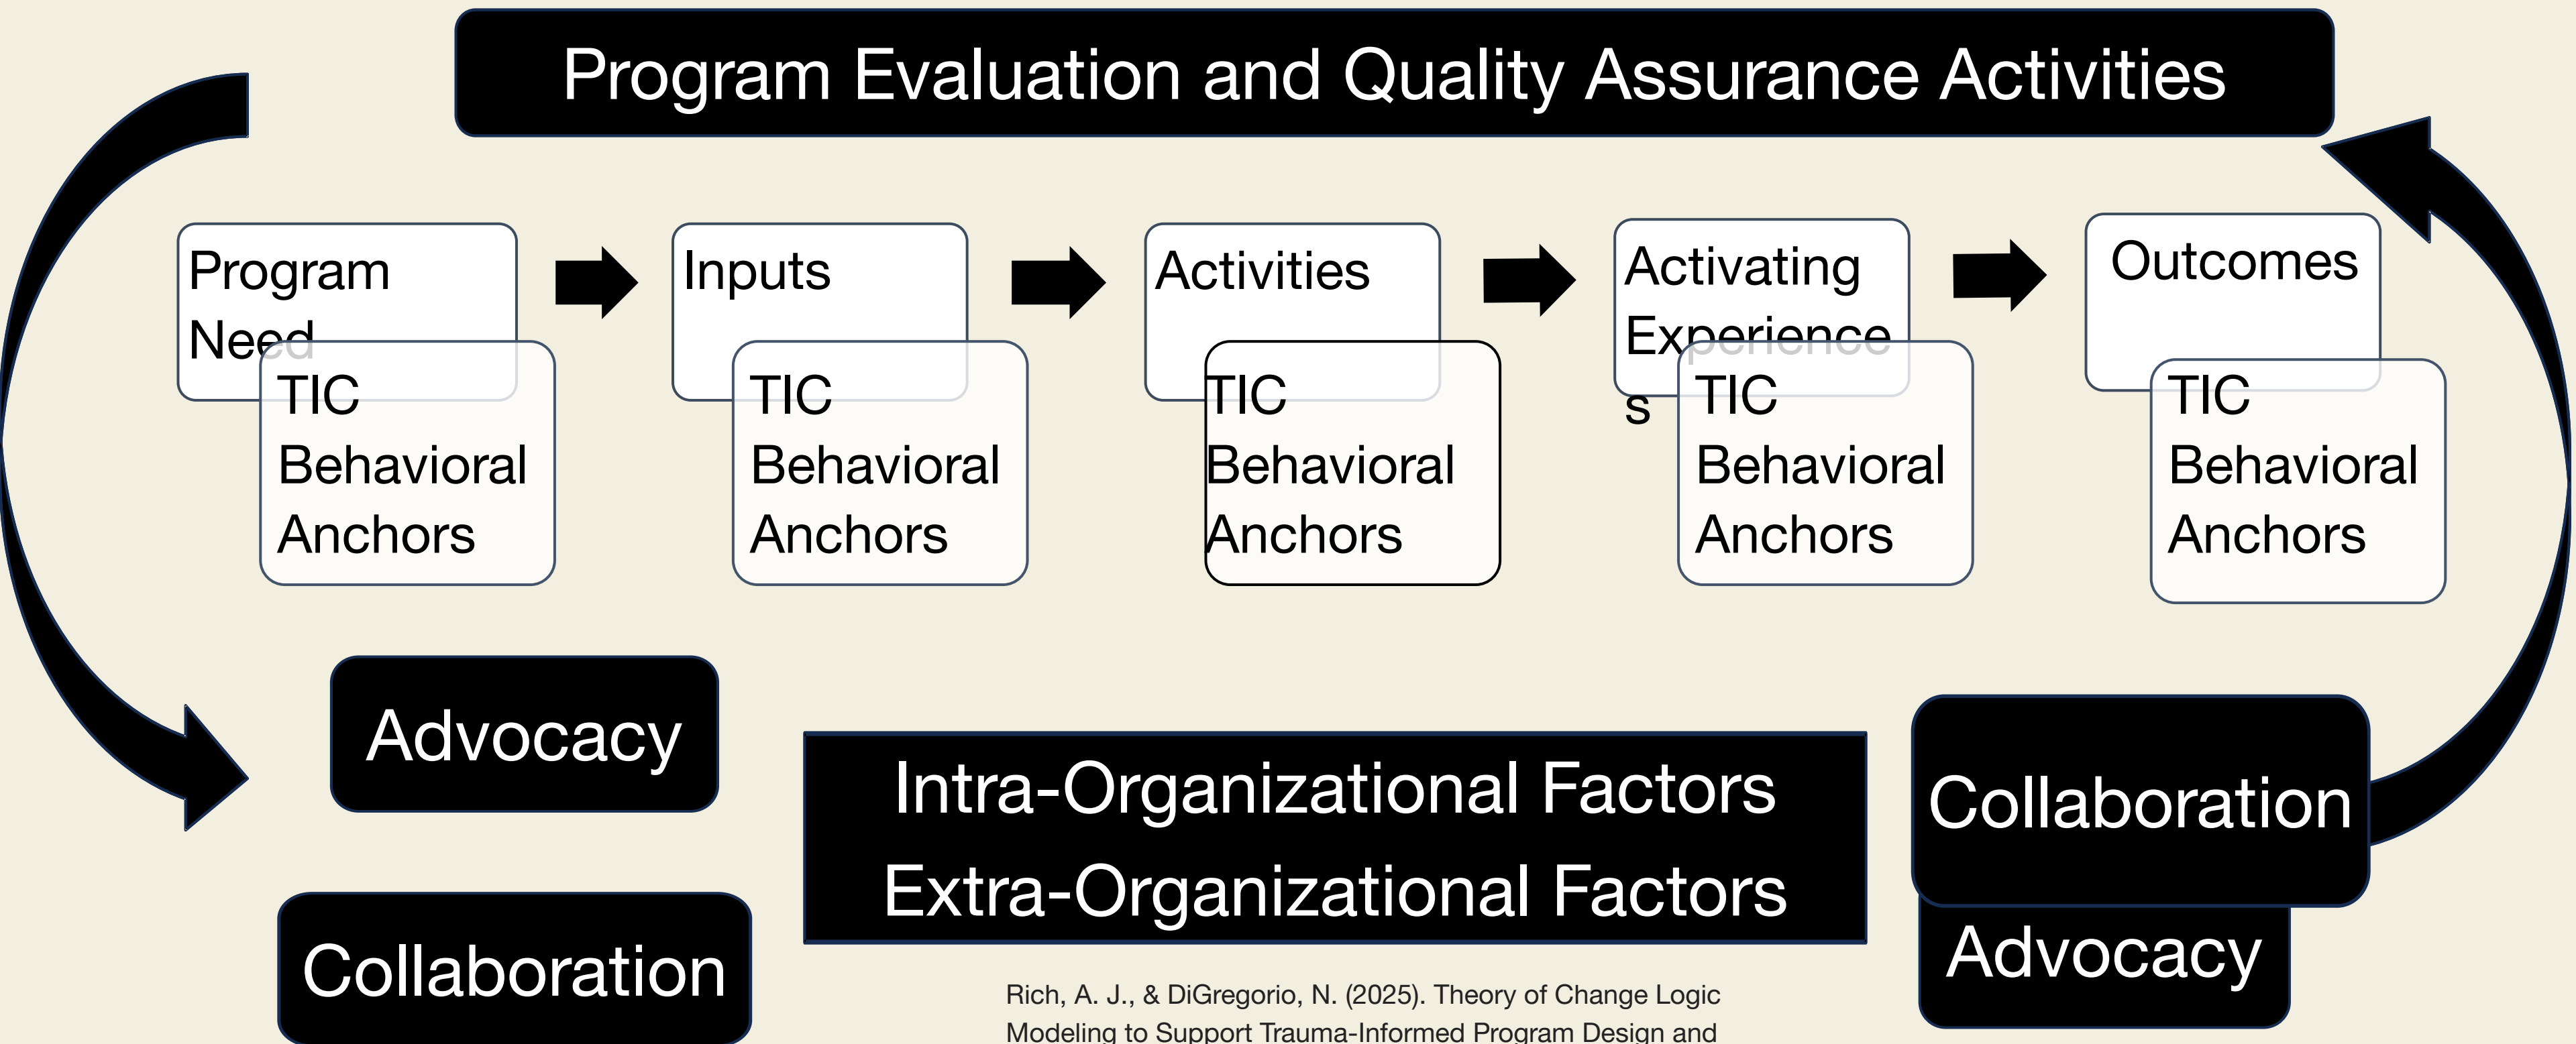 Program Evaluation and Quality Assurance Activities
Program
Need
TIC
Behavioral
Anchors
Inputs
TIC
Behavioral
Anchors
Activities
TIC
Behavioral
Anchors
Activating
Experience
s
TIC
Behavioral
Anchors
Outcomes
TIC
Behavioral
Anchors
Advocacy
Collaboration
Intra-Organizational Factors
Extra-Organizational Factors
Collaboration
Advocacy
Rich, A. J., & DiGregorio, N. (2025). Theory of Change Logic
Modeling to Support Trauma-Informed Program Design and